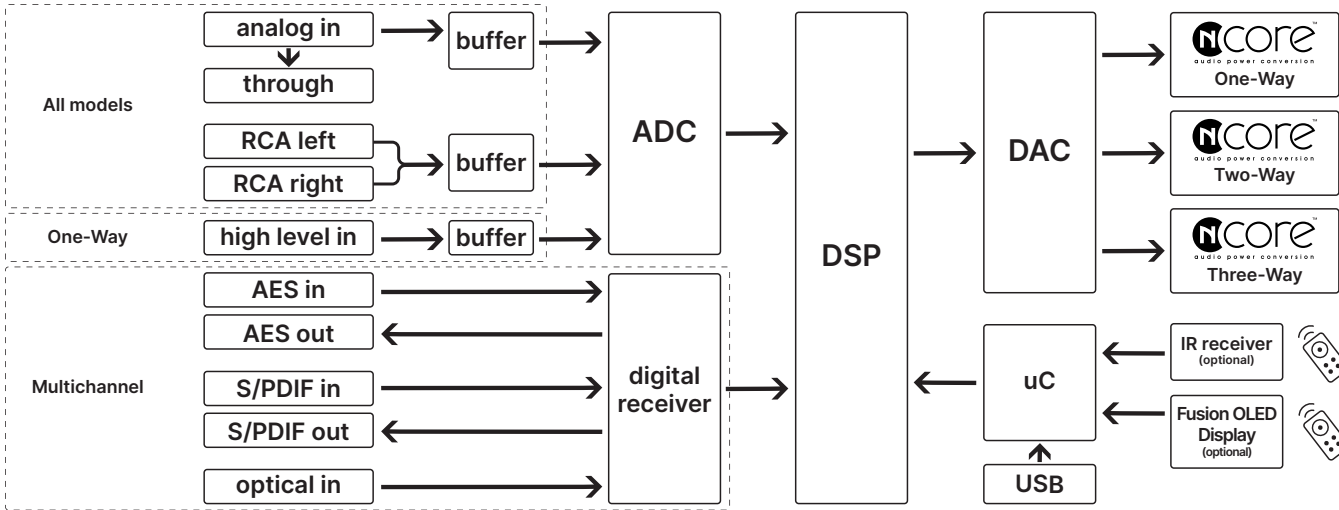 All models
analog in
buffer
through
RCA left
RCA right
buffer
One-Way
high level in
buffer
ADC
Multichannel
AES in
AES out
S/PDIF in
S/PDIF out
optical in
digital
receiver
DSP
DAC
Ncore™
audio power conversion
One-Way
Ncore™
audio power conversion
Two-Way
Ncore™
audio power conversion
Three-Way
uC
USB
IR receiver
(optional)
Fusion OLED
Display
(optional)